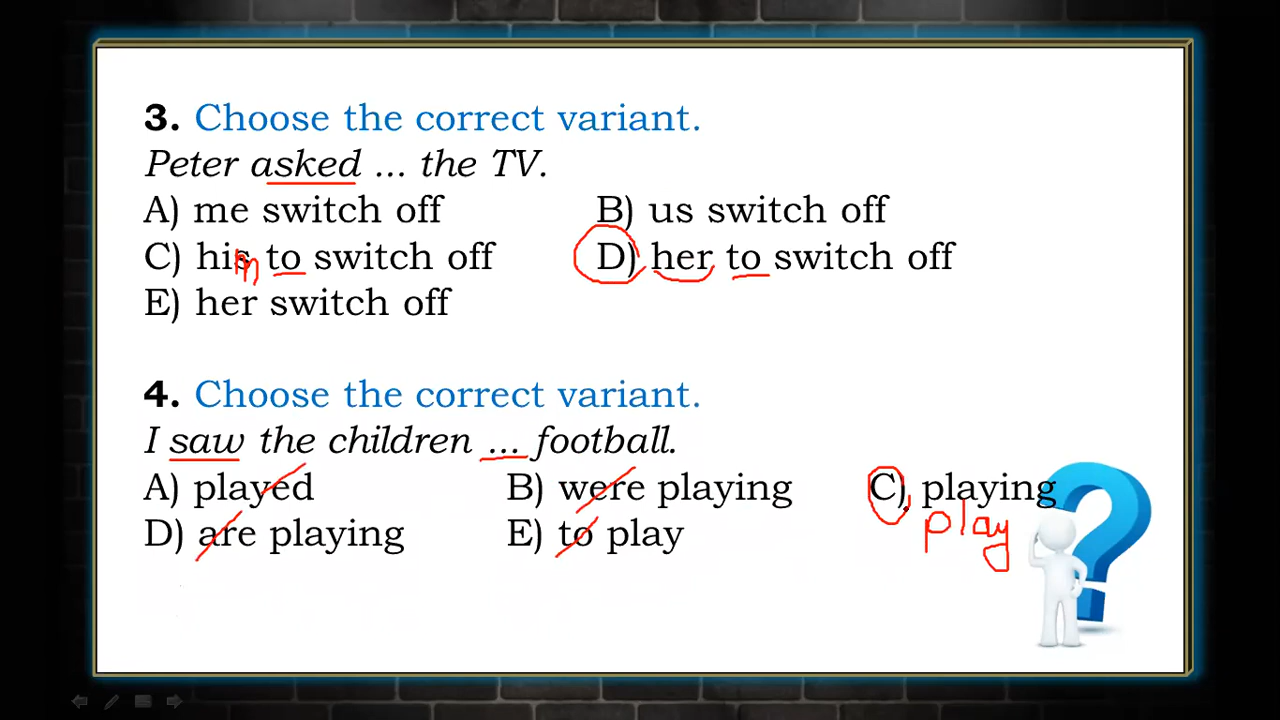 3. Choose the correct variant.
Peter asked ... the TV.
A) me switch off B) us switch off
C) his to switch off D) her to switch off
m
E) her switch off
4. Choose the correct variant.
I saw the children ... football.
A) played B) were playing C) playing
play
D) are playing E) to play